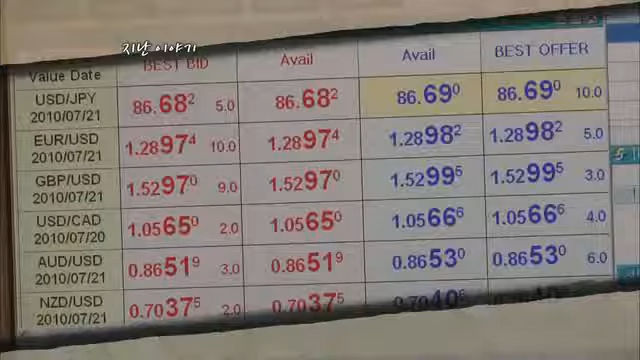 지난 이야기
BEST BID Avail Avail BEST OFFER
Value Date
USD/JPY 86.682 5.0 86.682 86.690 86.690 10.0
2010/07/21
EUR/USD 1.28974 10.0 1.28974 1.28982 1.28982 5.0
2010/07/21
GBP/USD 1.52970 9.0 1.52970 1.52995 1.52995 3.0
2010/07/21
USD/CAD 1.05650 2.0 1.05650 1.05666 1.05666 4.0
2010/07/20
AUD/USD 0.86519 3.0 0.86519 0.86530 0.86530 6.0
2010/07/21
NZD/USD 0.70375 2.0 0.70375
2010/07/21